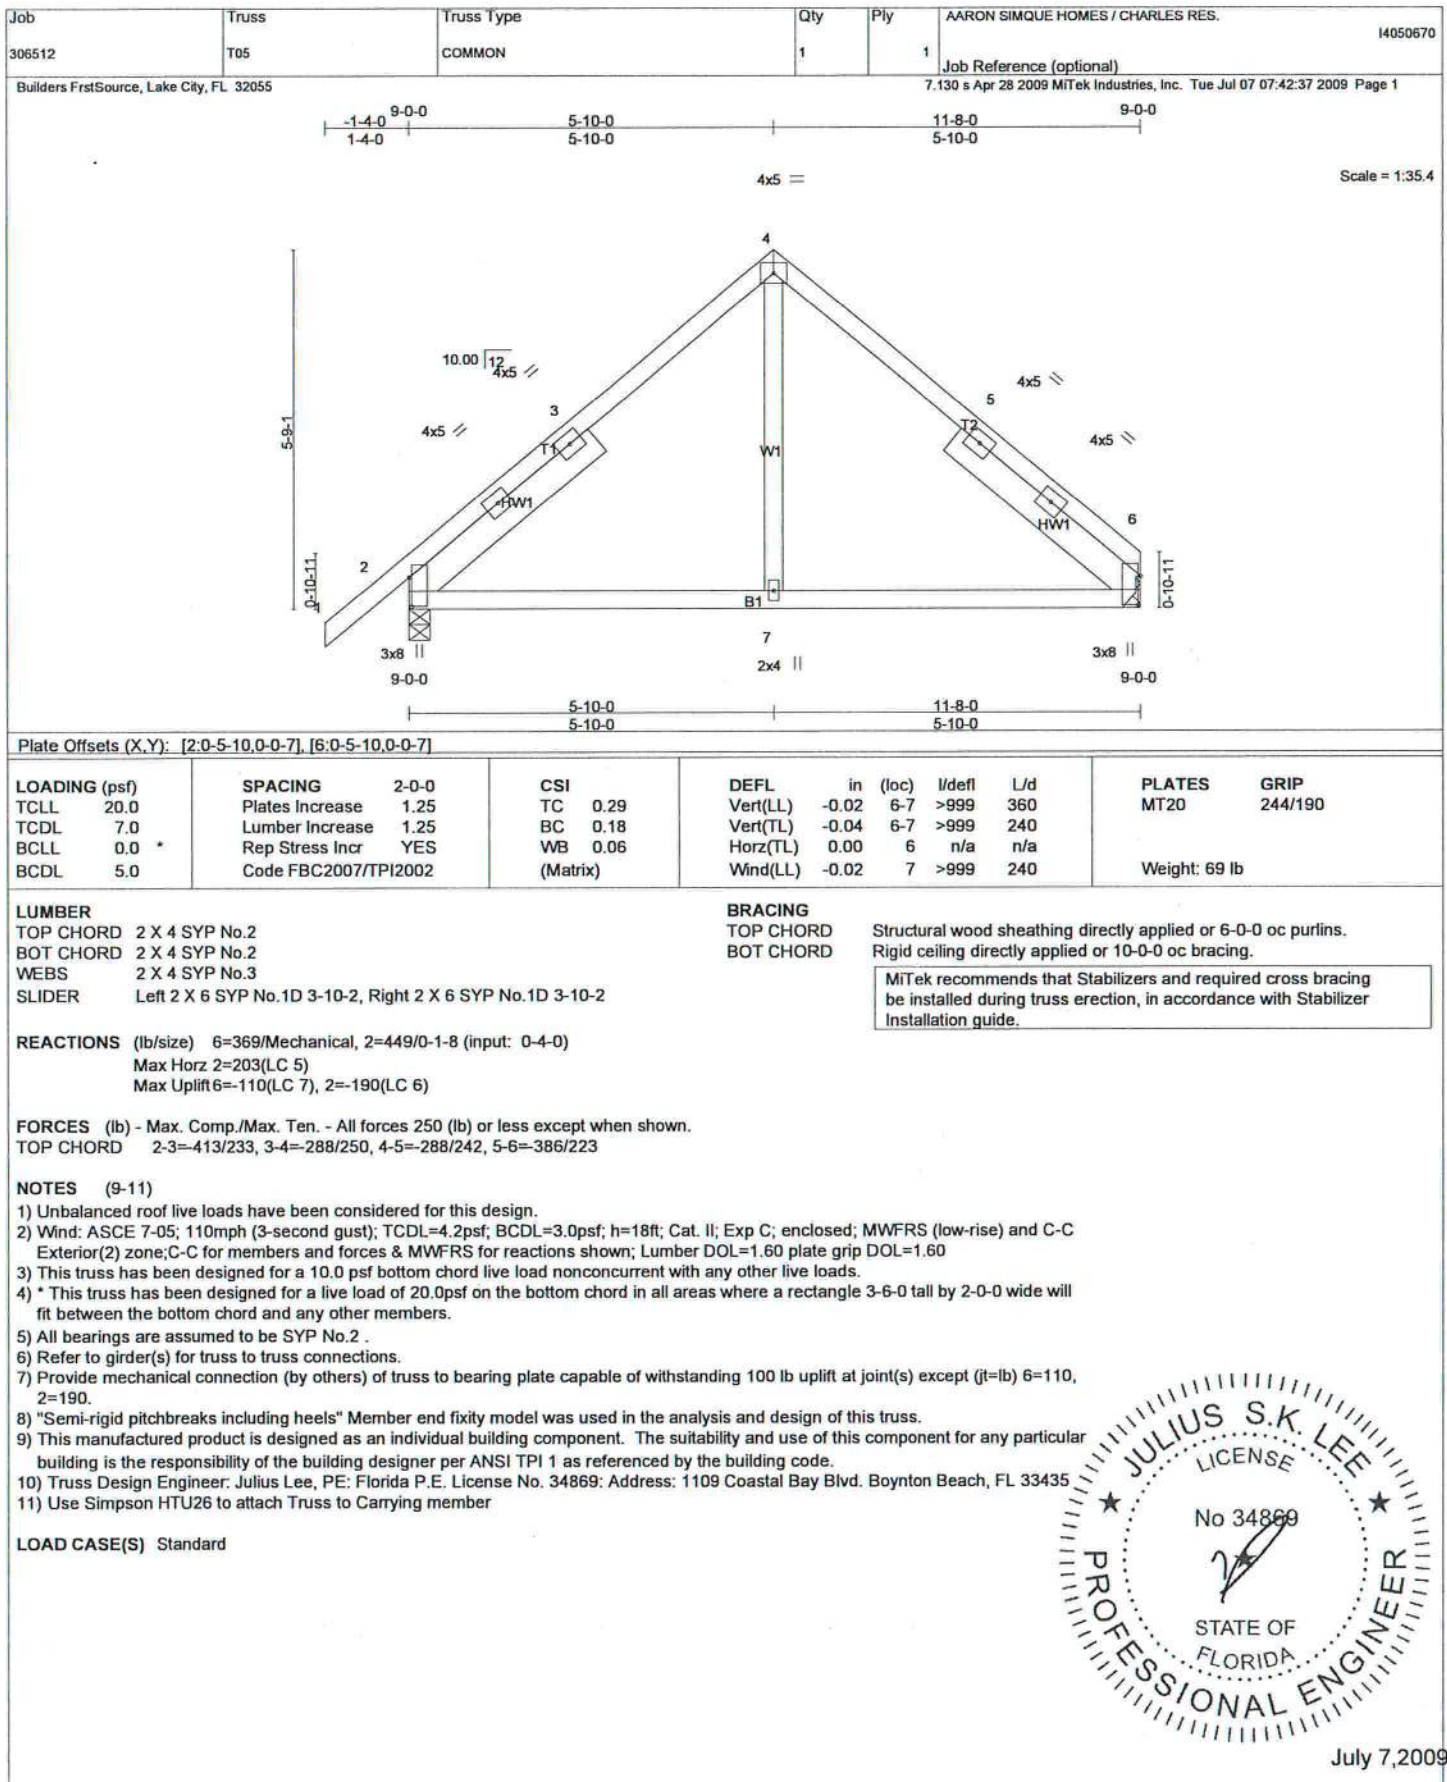 Job Truss Truss Type Qty Ply AARON SIMQUE HOMES / CHARLES RES.
I4050670
306512 T05 COMMON 1 1
Job Reference (optional)
Builders FrstSource, Lake City, FL 32055 7.130 s Apr 28 2009 MiTek Industries, Inc. Tue Jul 07 07:42:37 2009 Page 1
-1-4-0 9-0-0 5-10-0 11-8-0 9-0-0
1-4-0 5-10-0 5-10-0
4x5 =
Scale = 1:35.4
4
10.00 12
4x5 //
4x5 \\
3
5
4x5 //
4x5 \\
5-9-1
T1
W1
T2
HW1
HW1
6
2
0-10-11
0-10-11
B1
3x8 ||
7
3x8 ||
2x4 ||
9-0-0
9-0-0
5-10-0 11-8-0
5-10-0 5-10-0
Plate Offsets (X,Y): [2:0-5-10,0-0-7], [6:0-5-10,0-0-7]
LOADING (psf) SPACING 2-0-0 CSI DEFL in (loc) l/defl L/d PLATES GRIP
TCLL 20.0 Plates Increase 1.25 TC 0.29 Vert(LL) -0.02 6-7 >999 360 MT20 244/190
TCDL 7.0 Lumber Increase 1.25 BC 0.18 Vert(TL) -0.04 6-7 >999 240
BCLL 0.0 * Rep Stress Incr YES WB 0.06 Horz(TL) 0.00 6 n/a n/a
BCDL 5.0 Code FBC2007/TPI2002 (Matrix) Wind(LL) -0.02 7 >999 240 Weight: 69 lb
LUMBER
TOP CHORD 2 X 4 SYP No.2
BOT CHORD 2 X 4 SYP No.2
WEBS 2 X 4 SYP No.3
SLIDER Left 2 X 6 SYP No.1D 3-10-2, Right 2 X 6 SYP No.1D 3-10-2
BRACING
TOP CHORD Structural wood sheathing directly applied or 6-0-0 oc purlins.
BOT CHORD Rigid ceiling directly applied or 10-0-0 oc bracing.
MiTek recommends that Stabilizers and required cross bracing
be installed during truss erection, in accordance with Stabilizer
Installation guide.
REACTIONS (lb/size) 6=369/Mechanical, 2=449/0-1-8 (input: 0-4-0)
Max Horz 2=203(LC 5)
Max Uplift6=-110(LC 7), 2=-190(LC 6)
FORCES (lb) - Max. Comp./Max. Ten. - All forces 250 (lb) or less except when shown.
TOP CHORD 2-3=-413/233, 3-4=-288/250, 4-5=-288/242, 5-6=-386/223
NOTES (9-11)
1) Unbalanced roof live loads have been considered for this design.
2) Wind: ASCE 7-05; 110mph (3-second gust); TCDL=4.2psf; BCDL=3.0psf; h=18ft; Cat. II; Exp C; enclosed; MWFRS (low-rise) and C-C
Exterior(2) zone;C-C for members and forces & MWFRS for reactions shown; Lumber DOL=1.60 plate grip DOL=1.60
3) This truss has been designed for a 10.0 psf bottom chord live load nonconcurrent with any other live loads.
4) * This truss has been designed for a live load of 20.0psf on the bottom chord in all areas where a rectangle 3-6-0 tall by 2-0-0 wide will
fit between the bottom chord and any other members.
5) All bearings are assumed to be SYP No.2 .
6) Refer to girder(s) for truss to truss connections.
7) Provide mechanical connection (by others) of truss to bearing plate capable of withstanding 100 lb uplift at joint(s) except (jt=lb) 6=110,
2=190.
8) "Semi-rigid pitchbreaks including heels" Member end fixity model was used in the analysis and design of this truss.
9) This manufactured product is designed as an individual building component. The suitability and use of this component for any particular
building is the responsibility of the building designer per ANSI TPI 1 as referenced by the building code.
10) Truss Design Engineer: Julius Lee, PE: Florida P.E. License No. 34869: Address: 1109 Coastal Bay Blvd. Boynton Beach, FL 33435
11) Use Simpson HTU26 to attach Truss to Carrying member
LOAD CASE(S) Standard
JULIUS S.K. LEE
LICENSE
No 34869
STATE OF
FLORIDA
PROFESSIONAL ENGINEER
July 7,2009